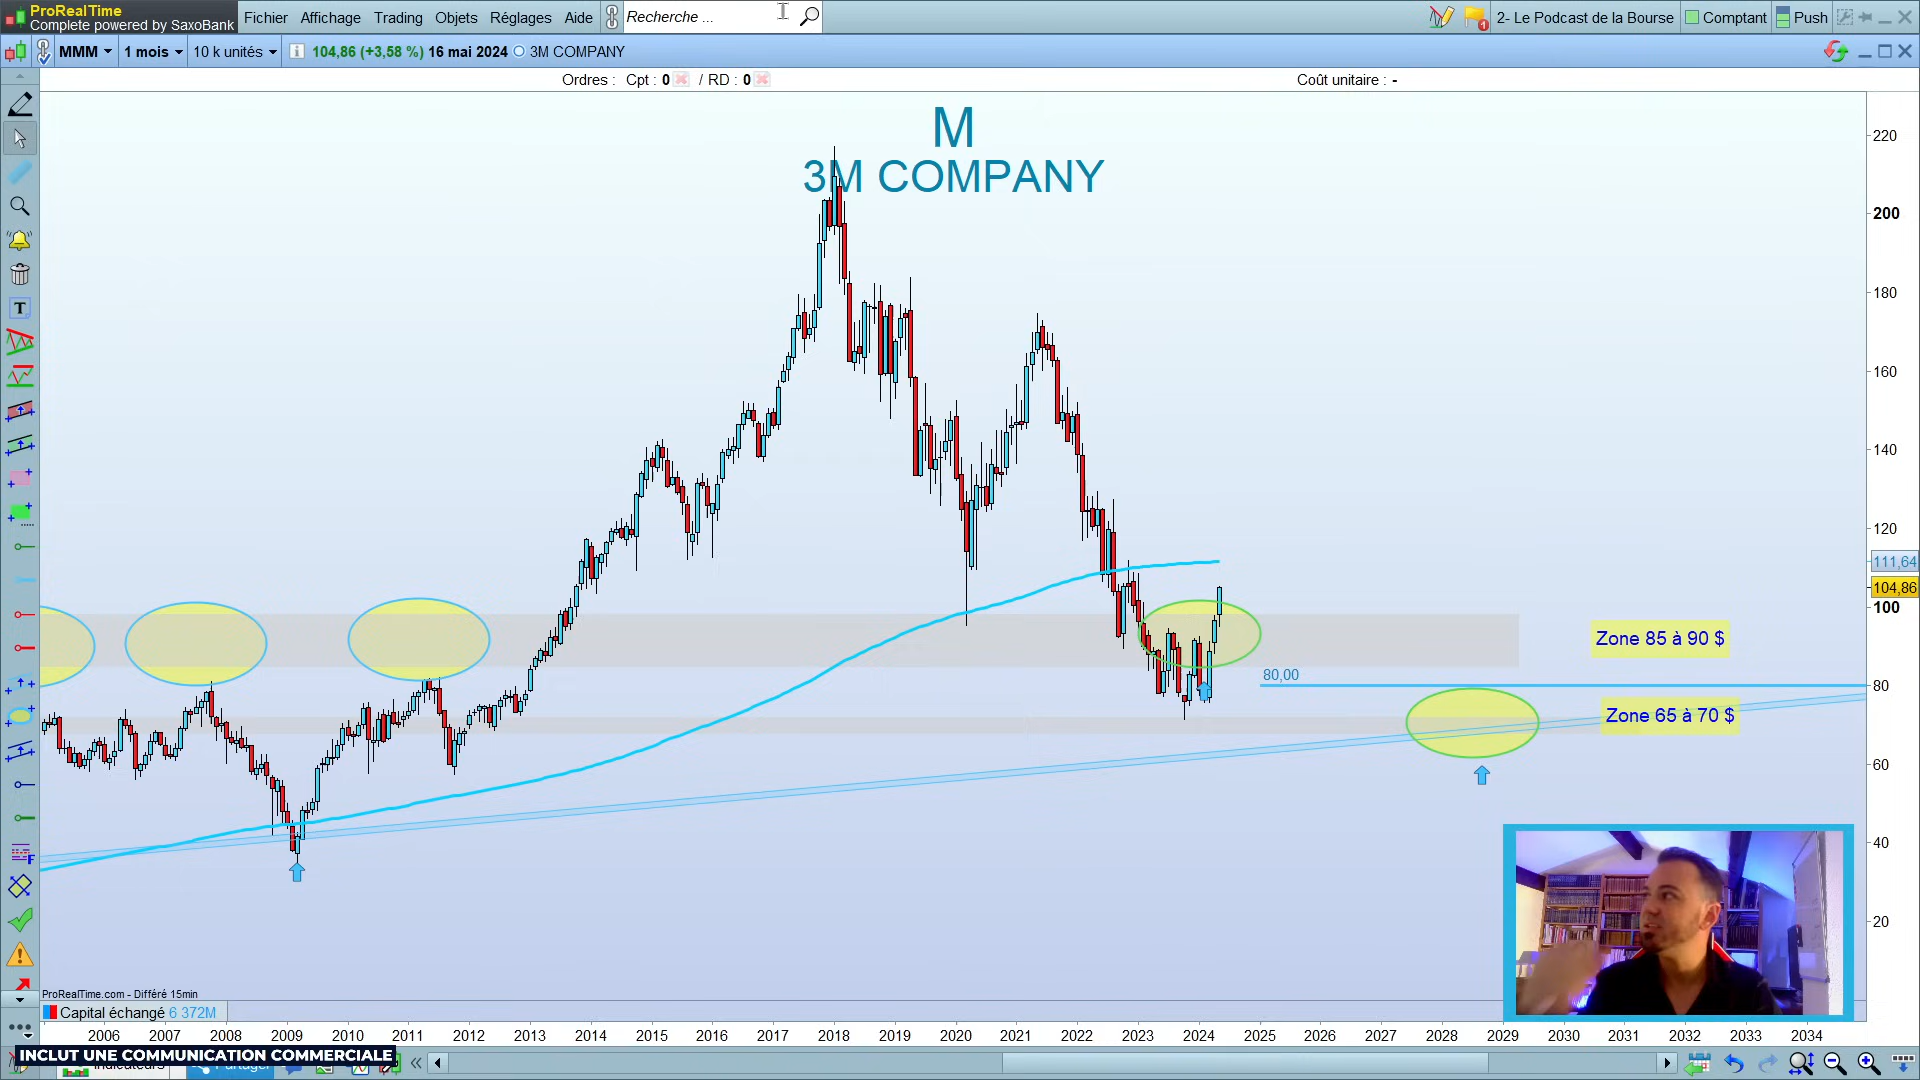 ProRealTime
Complete powered by SaxoBank
Fichier Affichage Trading Objets Réglages Aide
Recherche ...
2- Le Podcast de la Bourse
Comptant
Push
MMM
1 mois
10 k unités
104,86 (+3,58 %) 16 mai 2024
3M COMPANY
Ordres : Cpt : 0 / RD : 0
Coût unitaire : -
M
3M COMPANY
220
200
180
160
140
120
111,64
104,86
100
80
60
40
20
Zone 85 à 90 $
80,00
Zone 65 à 70 $
ProRealTime.com - Différé 15min
Capital échangé 6 372M
2006 2007 2008 2009 2010 2011 2012 2013 2014 2015 2016 2017 2018 2019 2020 2021 2022 2023 2024 2025 2026 2027 2028 2029 2030 2031 2032 2033 2034
INCLUT UNE COMMUNICATION COMMERCIALE